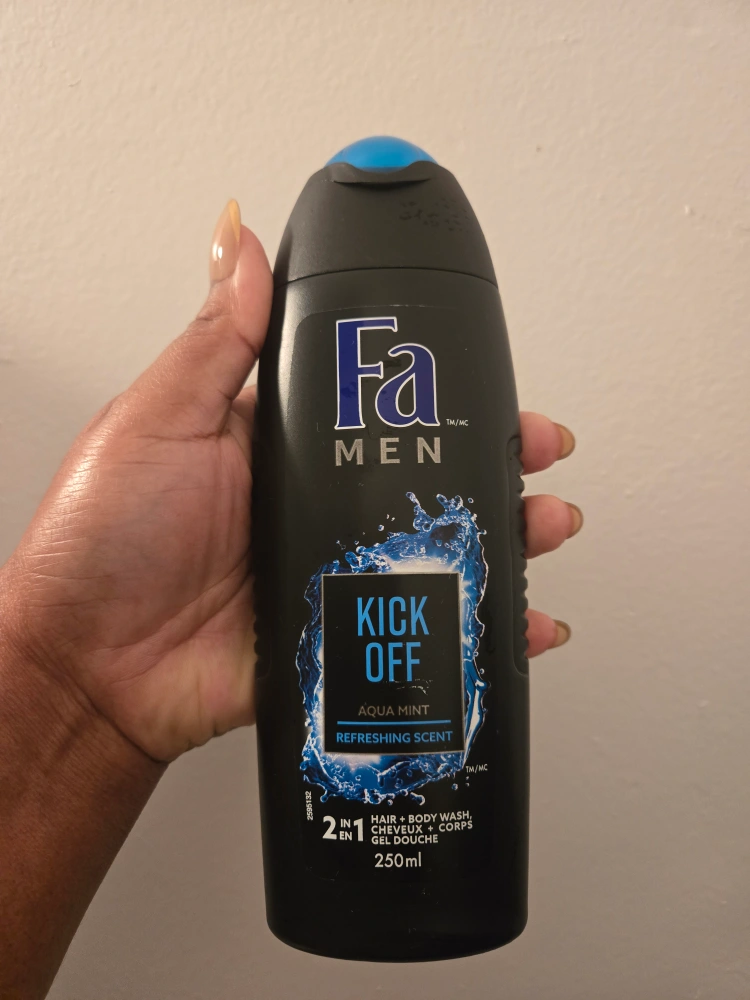 Fa
TM/MC
MEN
KICK
OFF
AQUA MINT
REFRESHING SCENT
TM/MC
2595132
2 IN EN 1
HAIR + BODY WASH,
CHEVEUX + CORPS
GEL DOUCHE
250ml